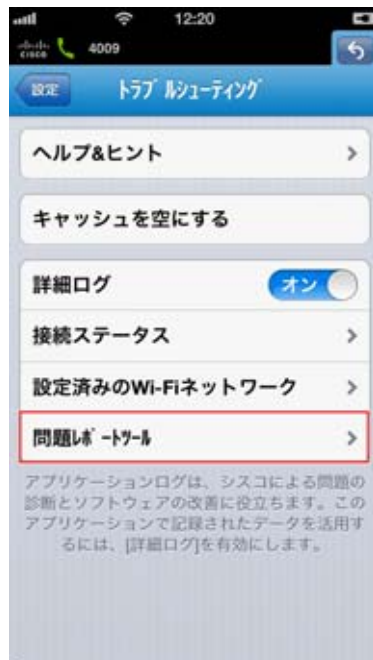 12:20
cisco 4009
設定 トラブルシューティング
ヘルプ&ヒント
キャッシュを空にする
詳細ログ オン
接続ステータス
設定済みのWi-Fiネットワーク
問題レポートツール
アプリケーションログは、シスコによる問題の
診断とソフトウェアの改善に役立ちます。この
アプリケーションで記録されたデータを活用す
るには、[詳細ログ]を有効にします。